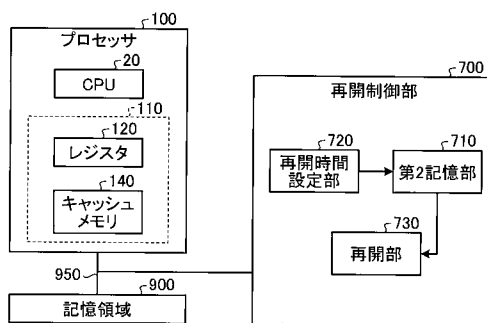 100
プロセッサ
20
CPU
110
120
レジスタ
140
キャッシュ
メモリ
950
900
記憶領域
700
再開制御部
720
再開時間
設定部
710
第2記憶部
730
再開部